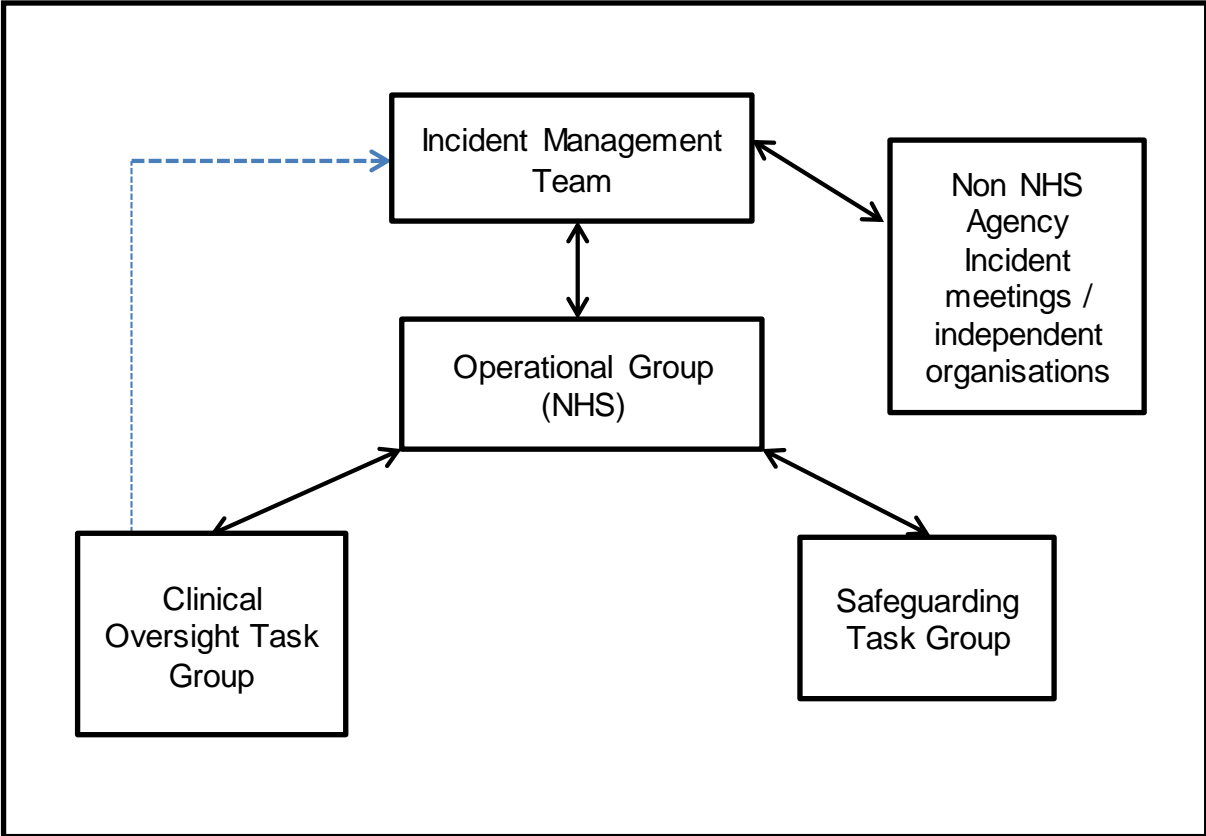 Incident Management
Team
Non NHS
Agency
Incident
meetings /
independent
organisations
Operational Group
(NHS)
Clinical
Oversight Task
Group
Safeguarding
Task Group